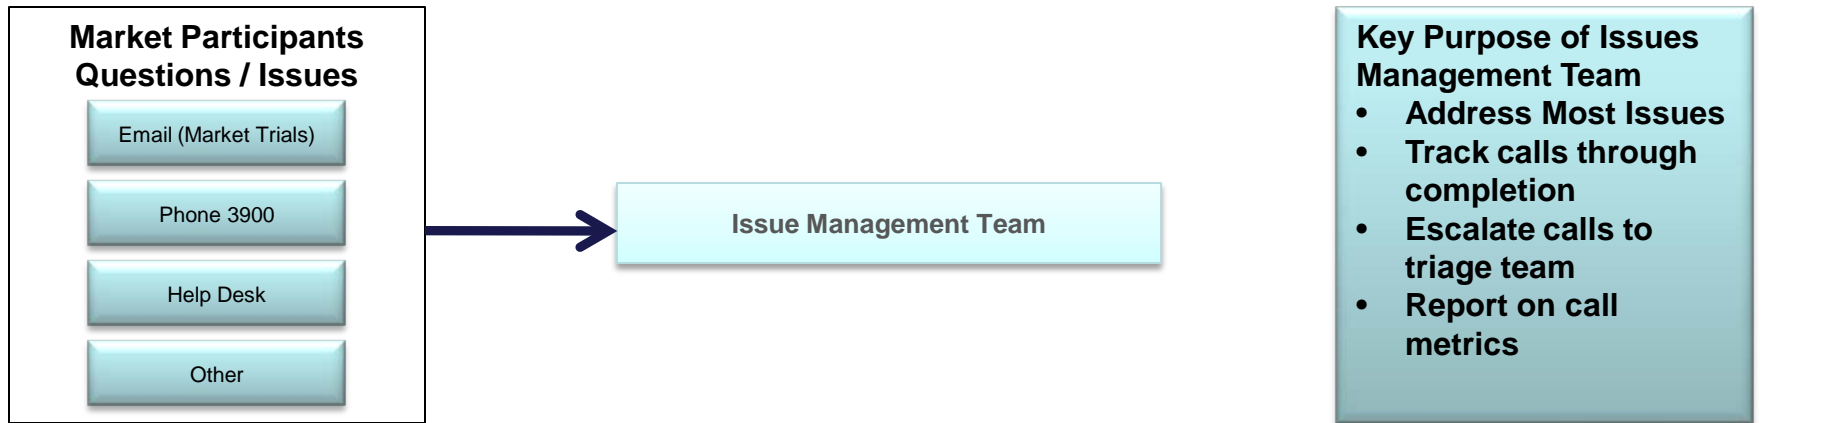 Market Participants
Questions / Issues
Email (Market Trials)
Phone 3900
Help Desk
Other
Issue Management Team
Key Purpose of Issues
Management Team
• Address Most Issues
• Track calls through
completion
• Escalate calls to
triage team
• Report on call
metrics